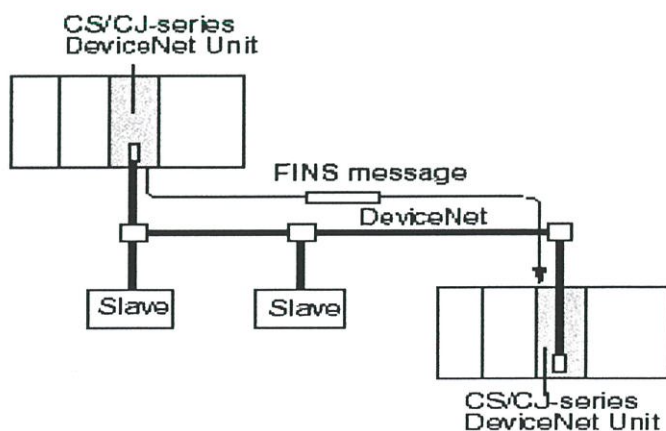 CS/CJ-series
DeviceNet Unit
FINS message
DeviceNet
Slave
Slave
CS/CJ-series
DeviceNet Unit